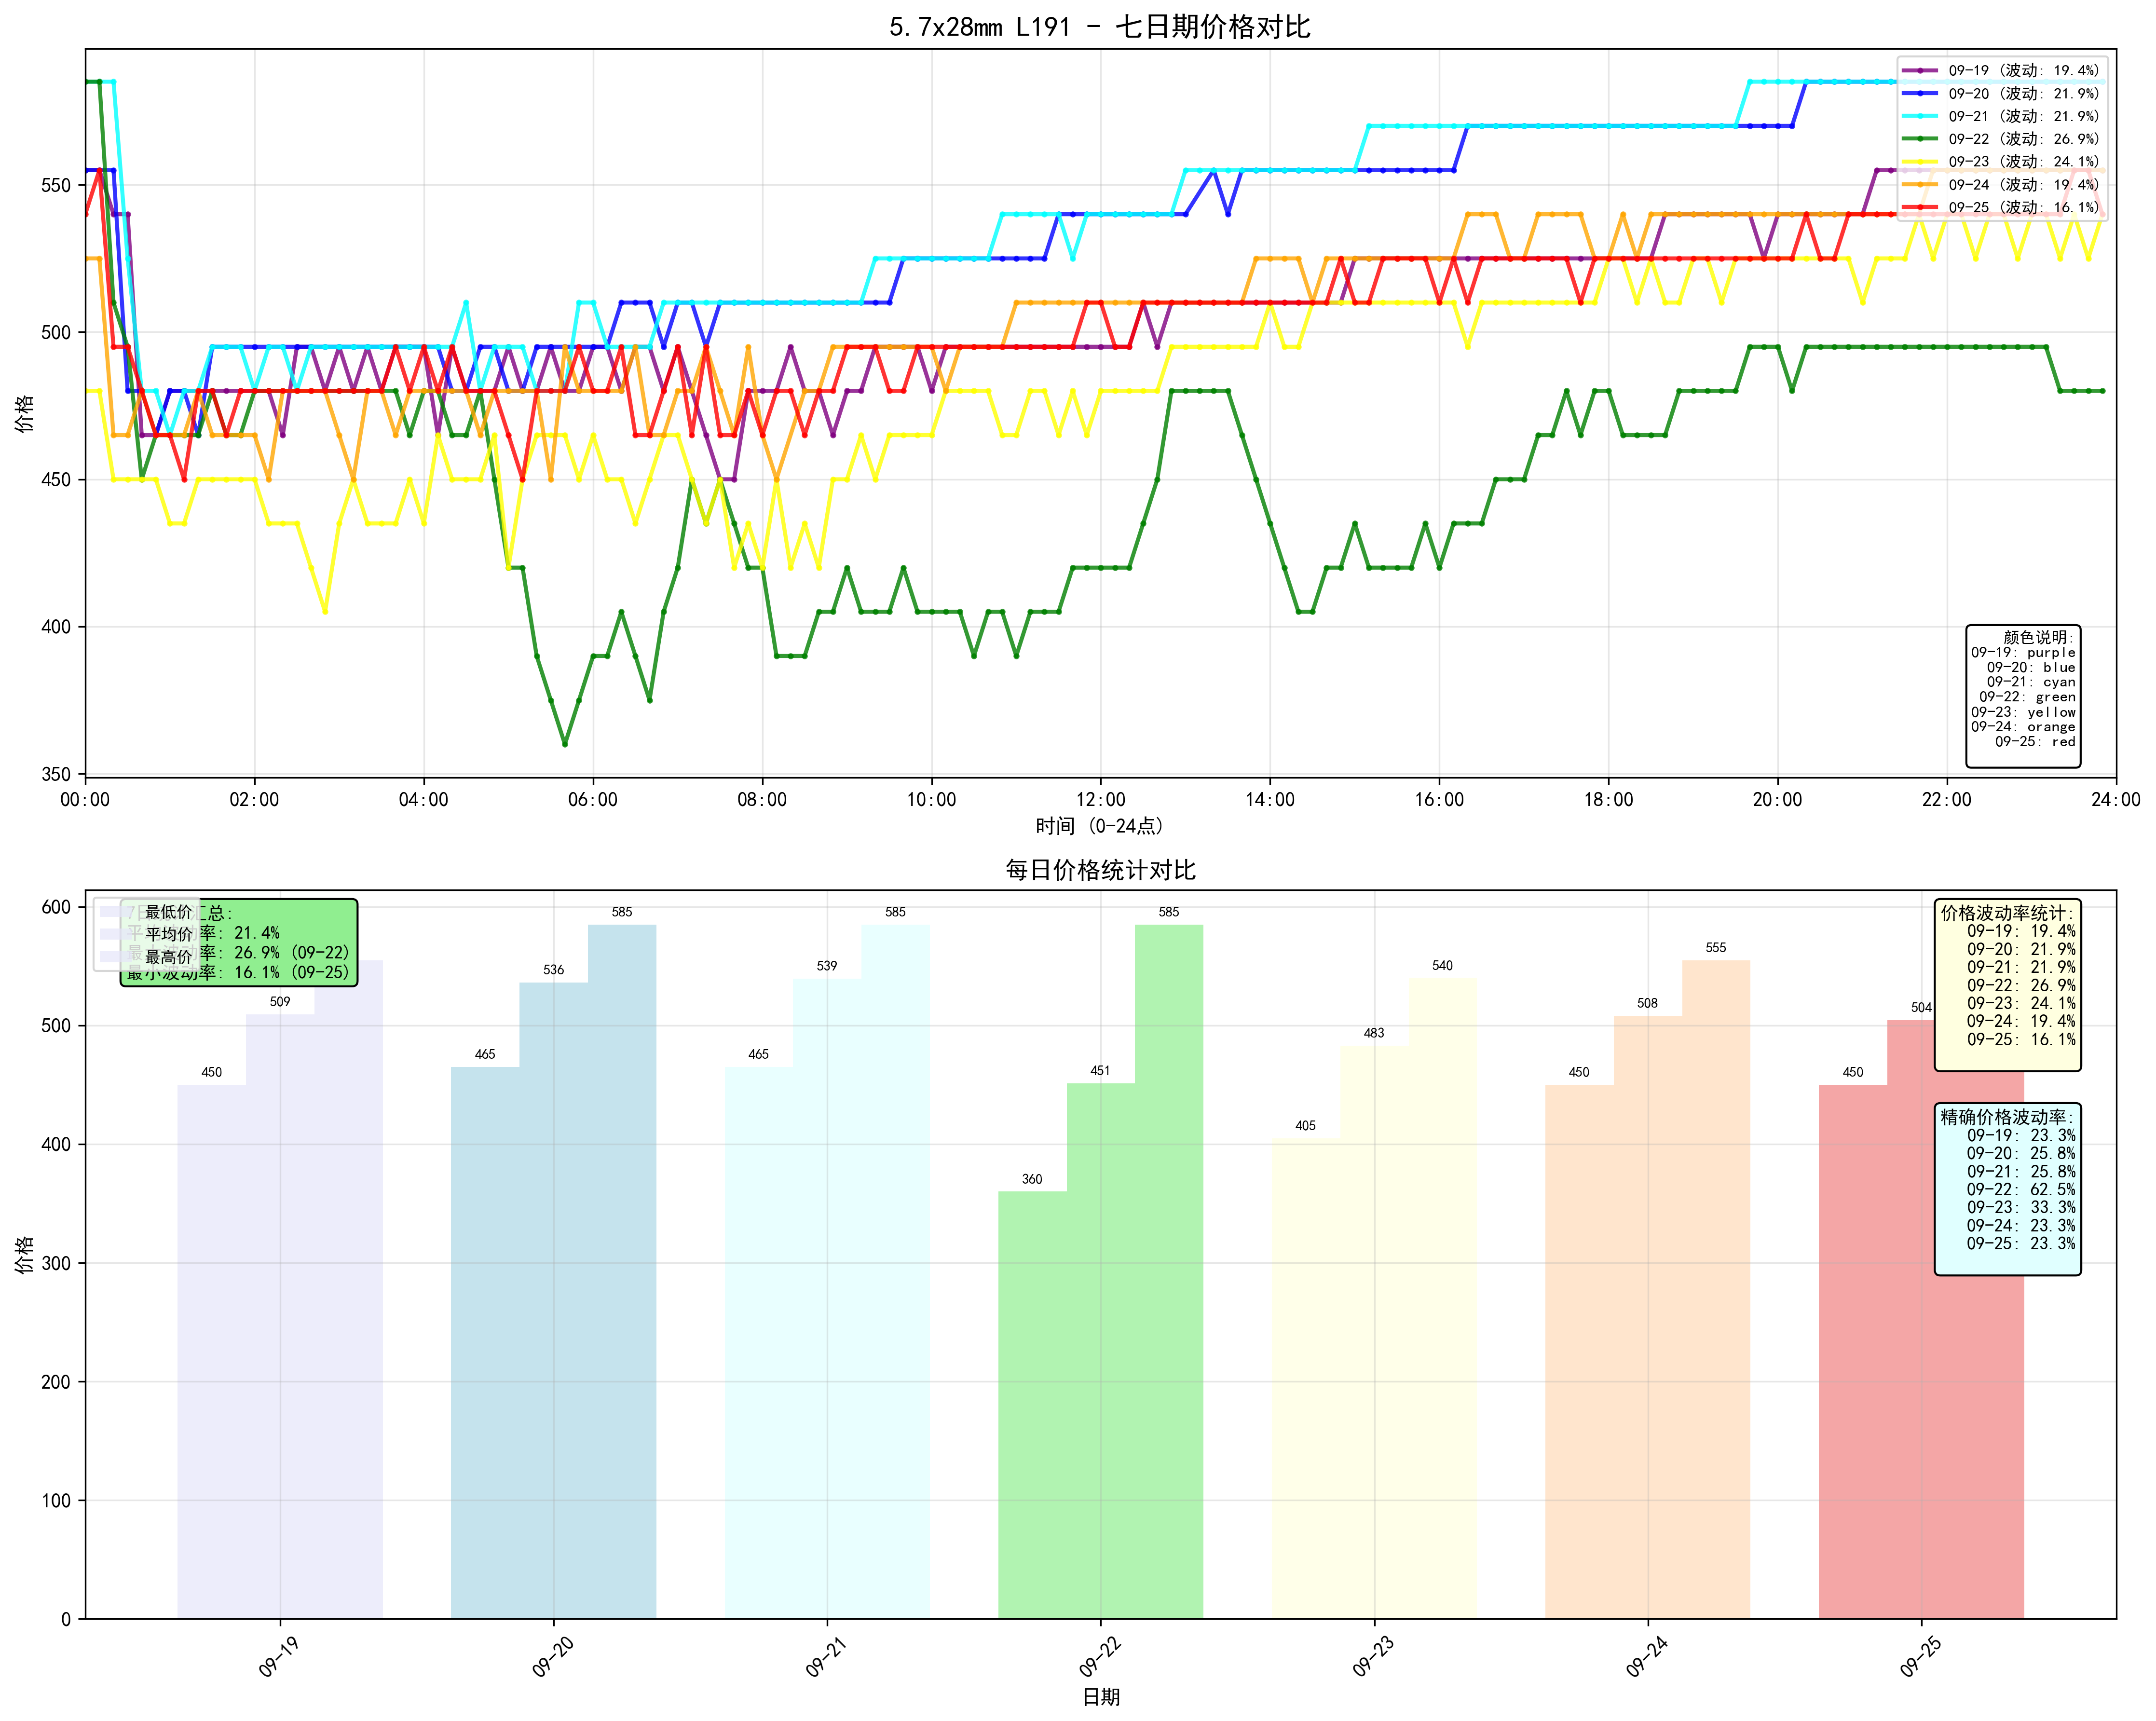 5.7x28mm L191 - 七日期价格对比
09-19 (波动: 19.4%)
09-20 (波动: 21.9%)
09-21 (波动: 21.9%)
09-22 (波动: 26.9%)
09-23 (波动: 24.1%)
09-24 (波动: 19.4%)
09-25 (波动: 16.1%)
550
500
450
400
350
价格
颜色说明:
09-19: purple
09-20: blue
09-21: cyan
09-22: green
09-23: yellow
09-24: orange
09-25: red
00:00 02:00 04:00 06:00 08:00 10:00 12:00 14:00 16:00 18:00 20:00 22:00 24:00
时间 (0-24点)
每日价格统计对比
最低价
平均价
最高价
汇总:
率: 21.4%
率: 26.9% (09-22)
最小波动率: 16.1% (09-25)
价格波动率统计:
09-19: 19.4%
09-20: 21.9%
09-21: 21.9%
09-22: 26.9%
09-23: 24.1%
09-24: 19.4%
09-25: 16.1%
精确价格波动率:
09-19: 23.3%
09-20: 25.8%
09-21: 25.8%
09-22: 62.5%
09-23: 33.3%
09-24: 23.3%
09-25: 23.3%
600
500
400
300
200
100
0
价格
450 509
465 536 585
465 539 585
360 451 585
405 483 540
450 508 555
450 504
09-19 09-20 09-21 09-22 09-23 09-24 09-25
日期